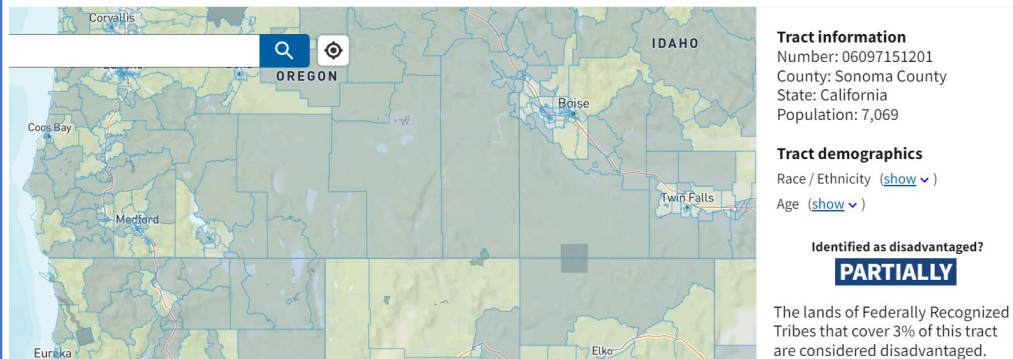 Corvallis
IDAHO
OREGON
Boise
Coos Bay
Twin Falls
Medford
Eureka
Elko
Tract information
Number: 06097151201
County: Sonoma County
State: California
Population: 7,069
Tract demographics
Race / Ethnicity (show ⌄ )
Age (show ⌄ )
Identified as disadvantaged?
PARTIALLY
The lands of Federally Recognized
Tribes that cover 3% of this tract
are considered disadvantaged.